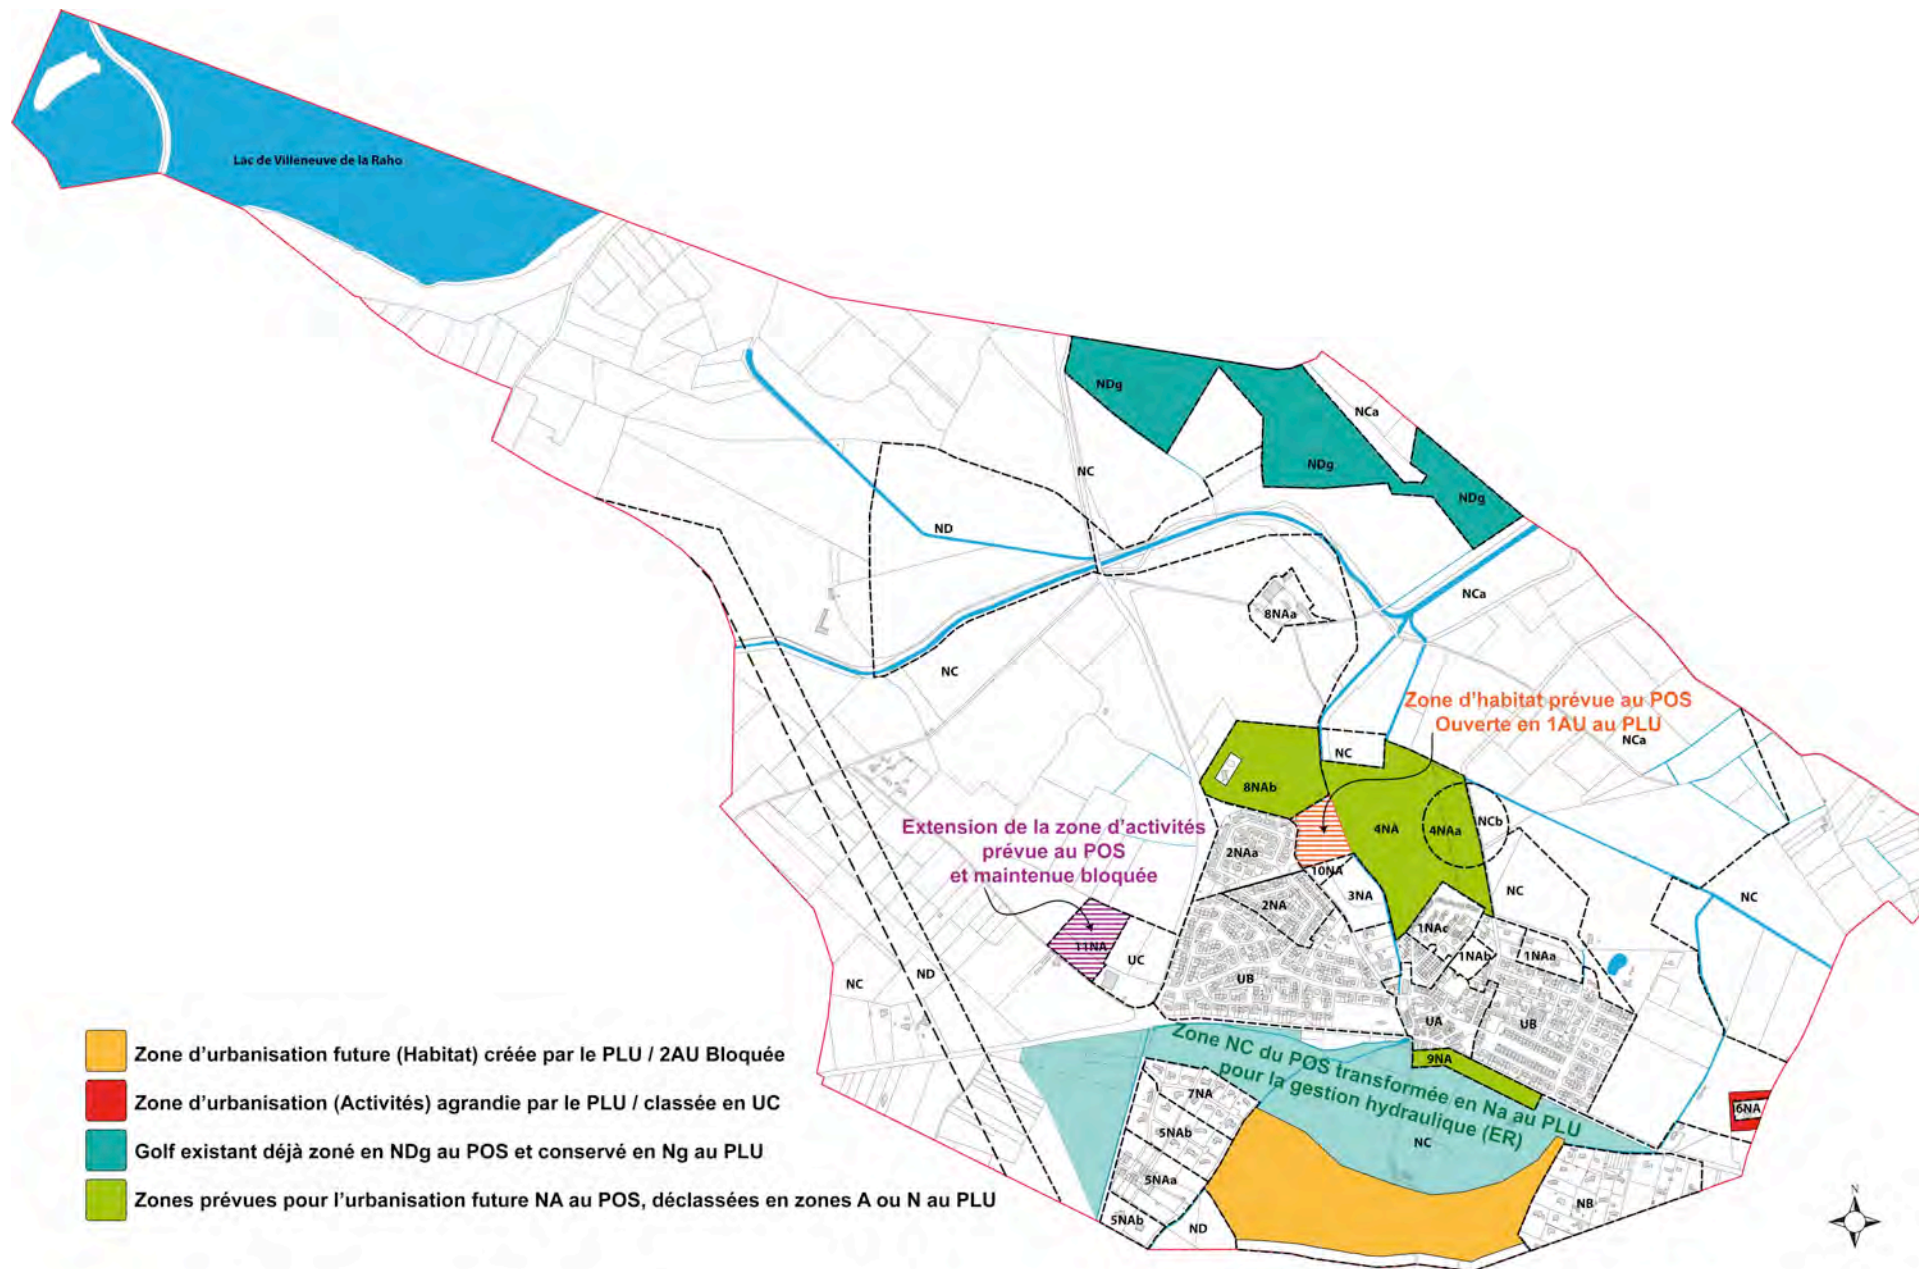 Lac de Villeneuve de la Raho
NDg
NCa
NC
NDg
NDg
ND
NCa
8NAa
NC
Zone d'habitat prévue au POS
Ouverte en 1AU au PLU
NCa
NC
8NAb
Extension de la zone d'activités
prévue au POS
et maintenue bloquée
4NA
4NAa
NCb
2NAa
10NA
3NA
NC
NC
2NA
1NAc
11NA
UC
1NAb
1NAa
NC
ND
UB
UA
UB
Zone NC du POS transformée en Na au PLU
pour la gestion hydraulique (ER)
9NA
7NA
6NA
5NAb
NC
5NAa
NB
5NAb
ND
N
Zone d'urbanisation future (Habitat) créée par le PLU / 2AU Bloquée
Zone d'urbanisation (Activités) agrandie par le PLU / classée en UC
Golf existant déjà zoné en NDg au POS et conservé en Ng au PLU
Zones prévues pour l'urbanisation future NA au POS, déclassées en zones A ou N au PLU